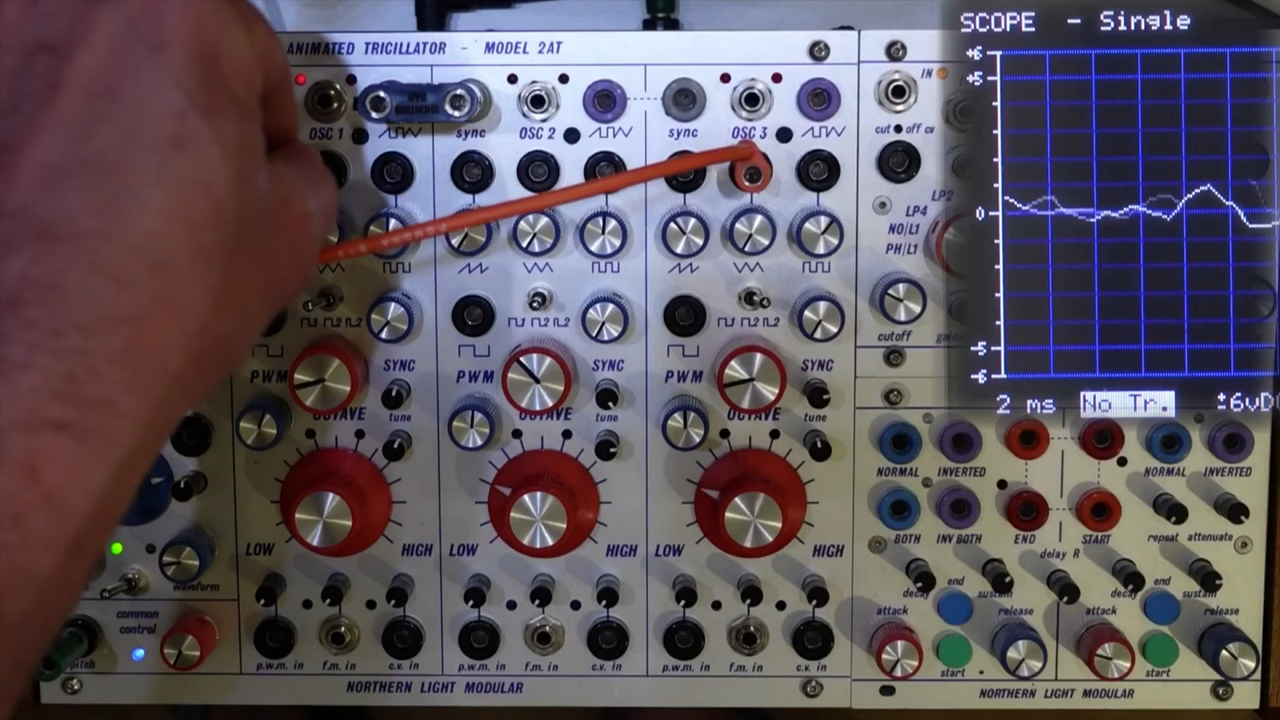 ANIMATED TRICILLATOR - MODEL 2AT
SCOPE - Single
+6
+5
0
-5
-6
2 ms No Tr. ±6vD
IN
OSC 1 sync OSC 2 sync OSC 3
cut off cv
LP2
LP4
NO/L1
PH/L1
cutoff gain
PWM SYNC PWM SYNC PWM SYNC
OCTAVE tune OCTAVE tune OCTAVE tune
NORMAL INVERTED NORMAL INVERTED
LOW HIGH LOW HIGH LOW HIGH
BOTH INV BOTH END START repeat attenuate
delay R
end end
decay sustain decay sustain
waveform
attack release attack release
common
control
pitch
start start
p.w.m. in f.m. in c.v. in p.w.m. in f.m. in c.v. in p.w.m. in f.m. in c.v. in
NORTHERN LIGHT MODULAR NORTHERN LIGHT MODULAR